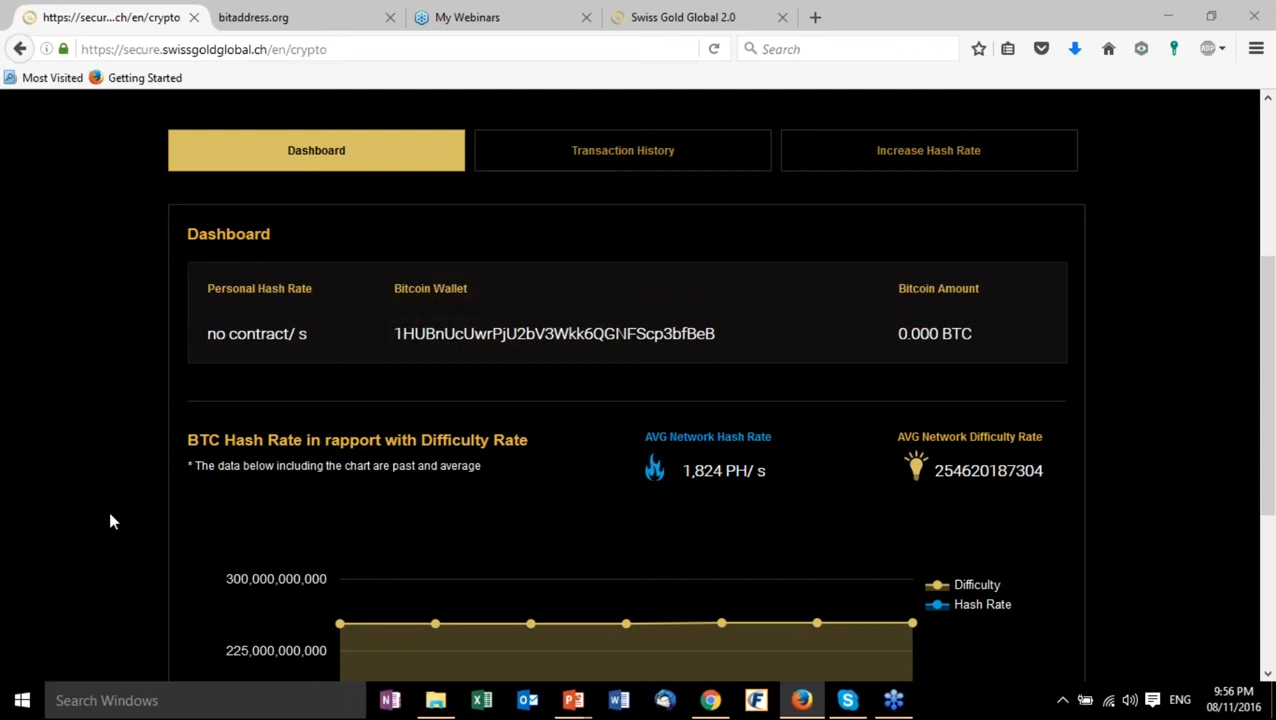 https://secur...ch/en/crypto
bitaddress.org
My Webinars
Swiss Gold Global 2.0
https://secure.swissgoldglobal.ch/en/crypto
Search
ABP
Most Visited
Getting Started
Dashboard
Transaction History
Increase Hash Rate
Dashboard
Personal Hash Rate
Bitcoin Wallet
Bitcoin Amount
no contract/ s
1HUBnUcUwrPjU2bV3Wkk6QGNFScp3bfBeB
0.000 BTC
BTC Hash Rate in rapport with Difficulty Rate
* The data below including the chart are past and average
AVG Network Hash Rate
1,824 PH/ s
AVG Network Difficulty Rate
254620187304
300,000,000,000
225,000,000,000
Difficulty
Hash Rate
Search Windows
ENG
9:56 PM
08/11/2016